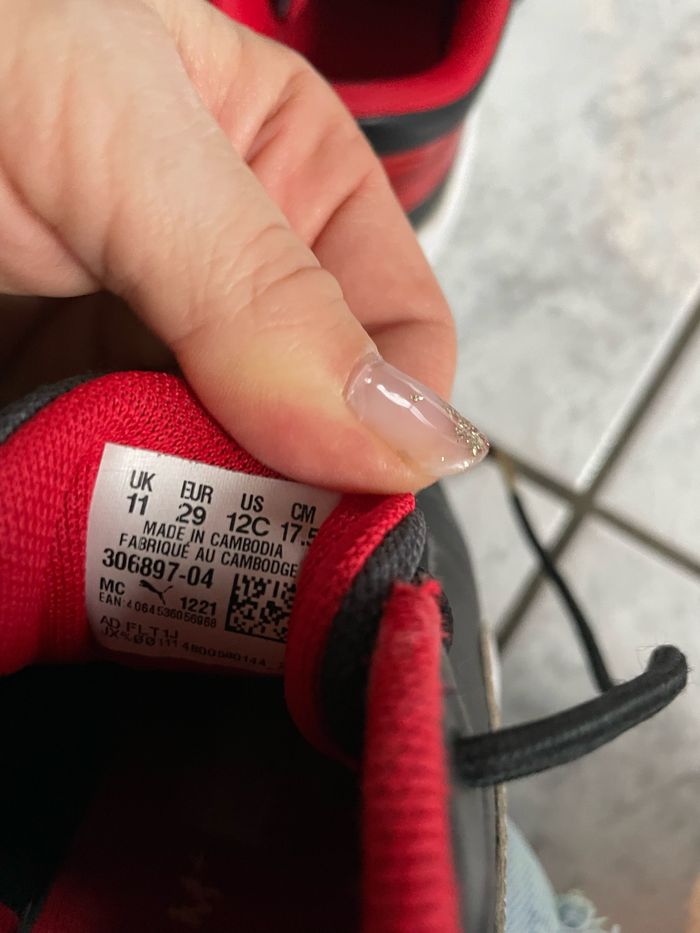 UK EUR US CM
11 29 12C 17.5
MADE IN CAMBODIA
FABRIQUÉ AU CAMBODGE
306897-04
MC 1221
EAN:4064536056968